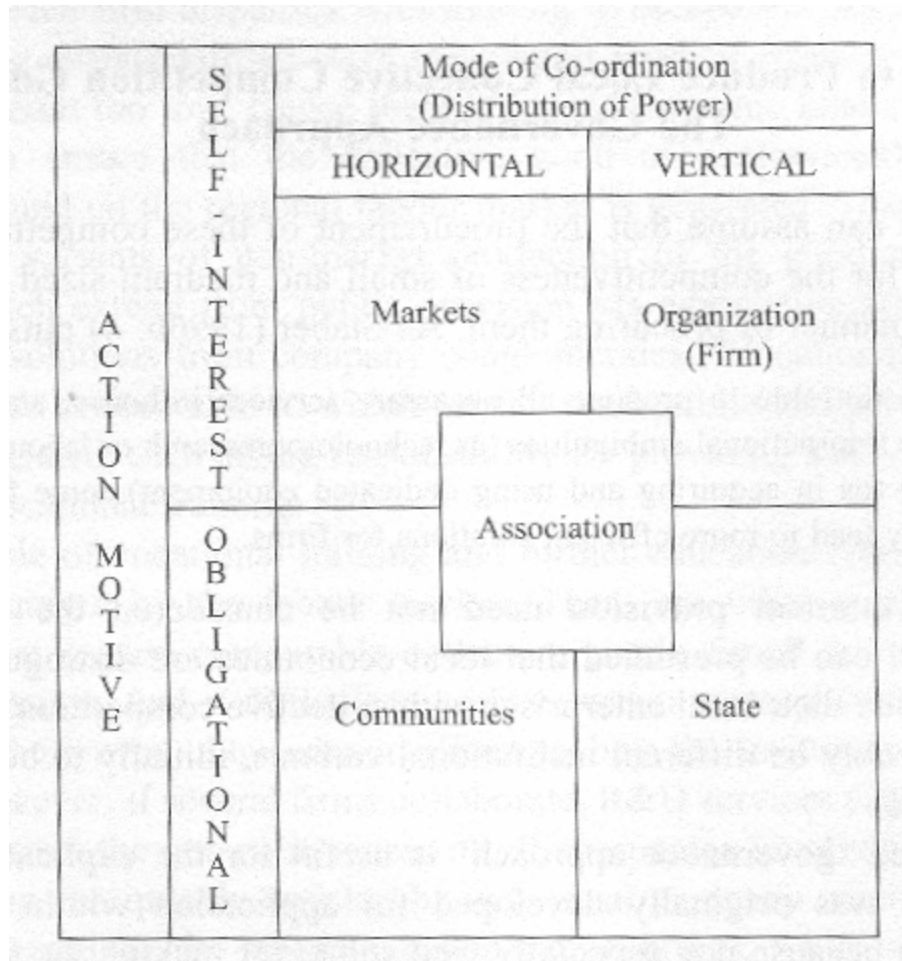 Mode of Co-ordination
(Distribution of Power)
HORIZONTAL
VERTICAL
ACTION MOTIVE
SELF-INTEREST
Markets
Organization
(Firm)
Association
OBLIGATIONAL
Communities
State